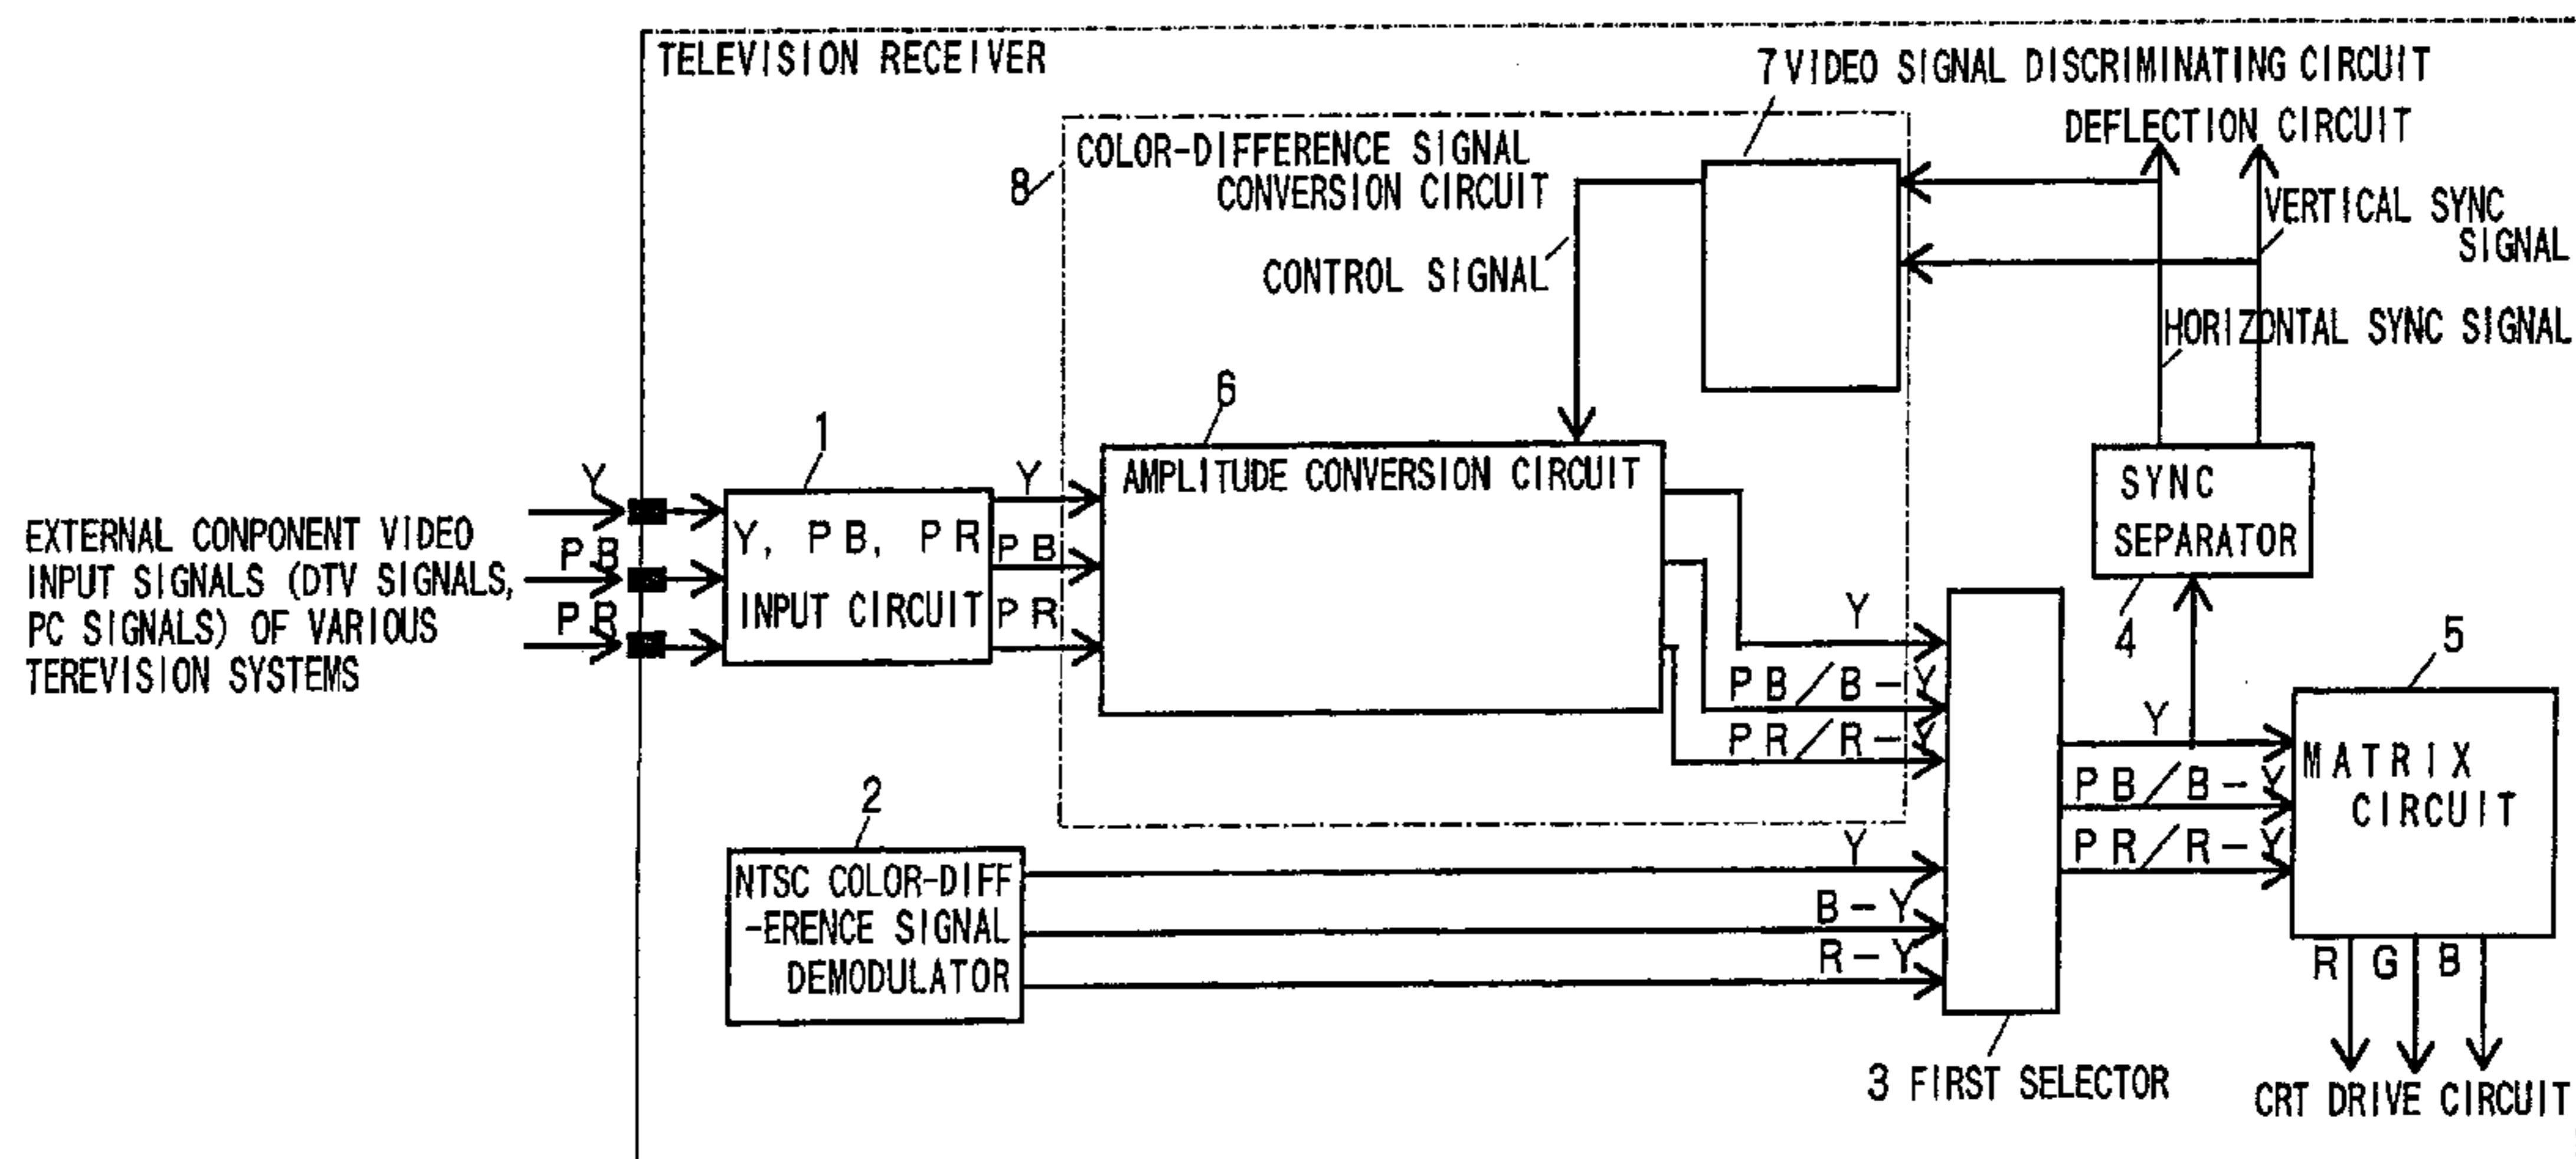 TELEVISION RECEIVER
7 VIDEO SIGNAL DISCRIMINATING CIRCUIT
DEFLECTION CIRCUIT
8
COLOR-DIFFERENCE SIGNAL
CONVERSION CIRCUIT
VERTICAL SYNC
SIGNAL
CONTROL SIGNAL
HORIZONTAL SYNC SIGNAL
6
1
AMPLITUDE CONVERSION CIRCUIT
SYNC
SEPARATOR
4
Y
PB
PR
EXTERNAL CONPONENT VIDEO
INPUT SIGNALS (DTV SIGNALS,
PC SIGNALS) OF VARIOUS
TEREVISION SYSTEMS
Y, PB, PR
INPUT CIRCUIT
Y
PB
PR
Y
PB/B-Y
PR/R-Y
5
Y
PB/B-Y
PR/R-Y
MATRIX
CIRCUIT
2
NTSC COLOR-DIFF
-ERENCE SIGNAL
DEMODULATOR
Y
B-Y
R-Y
R G B
3 FIRST SELECTOR
CRT DRIVE CIRCUIT